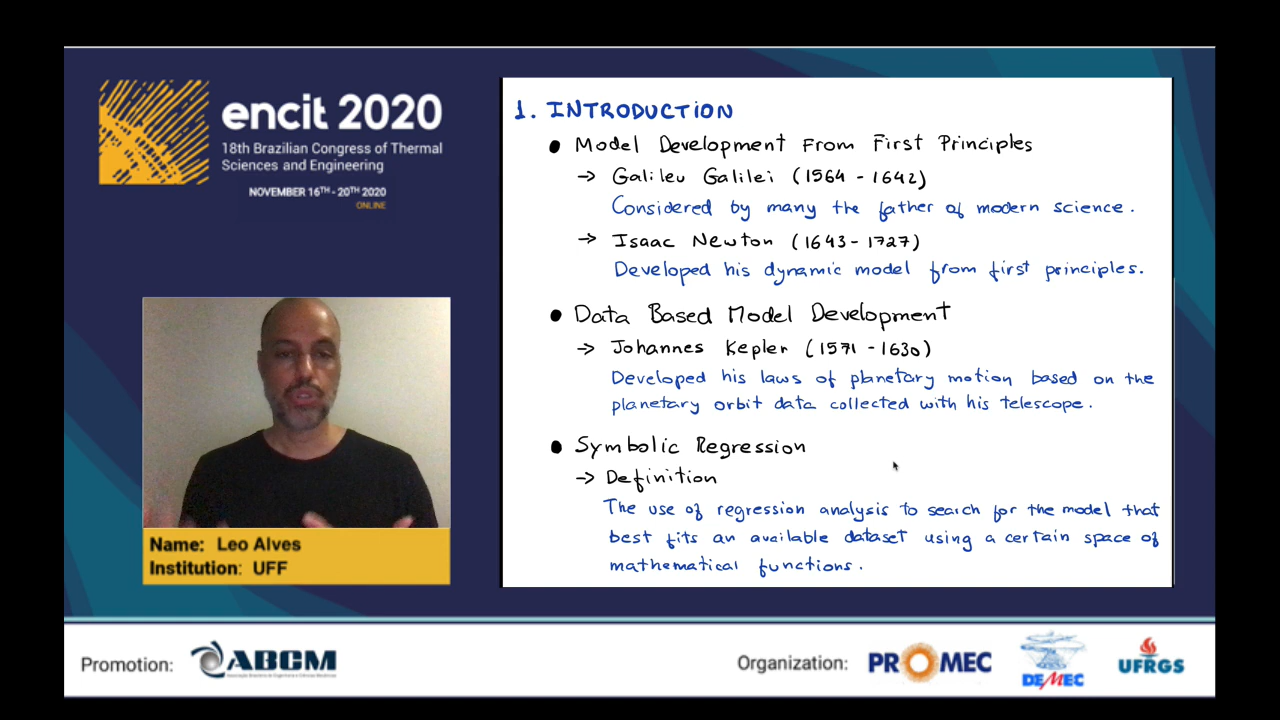 encit 2020
18th Brazilian Congress of Thermal
Sciences and Engineering
NOVEMBER 16TH - 20TH 2020
ONLINE
Name: Leo Alves
Institution: UFF
1. INTRODUCTION
● Model Development From First Principles
→ Galileu Galilei (1564 - 1642)
Considered by many the father of modern science.
→ Isaac Newton (1643 - 1727)
Developed his dynamic model from first principles.
● Data Based Model Development
→ Johannes Kepler (1571 - 1630)
Developed his laws of planetary motion based on the
planetary orbit data collected with his telescope.
● Symbolic Regression
→ Definition
The use of regression analysis to search for the model that
best fits an available dataset using a certain space of
mathematical functions.
Promotion: ABCM
Organization: PROMEC DEMEC UFRGS